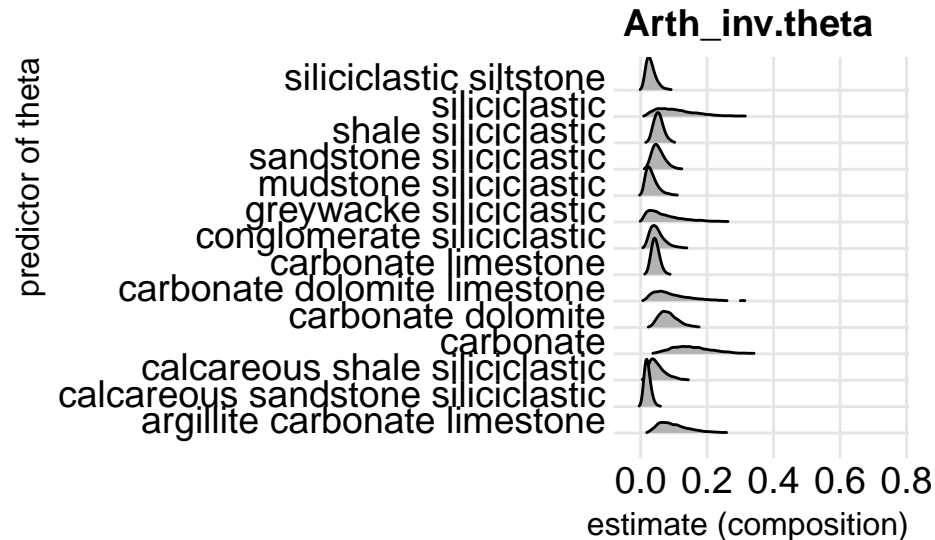 Arth_inv.theta
predictor of theta
siliciclastic siltstone
siliciclastic
shale siliciclastic
sandstone siliciclastic
mudstone siliciclastic
greywacke siliciclastic
conglomerate siliciclastic
carbonate limestone
carbonate dolomite limestone
carbonate dolomite
carbonate
calcareous shale siliciclastic
calcareous sandstone siliciclastic
argillite carbonate limestone
0.0 0.2 0.4 0.6 0.8
estimate (composition)